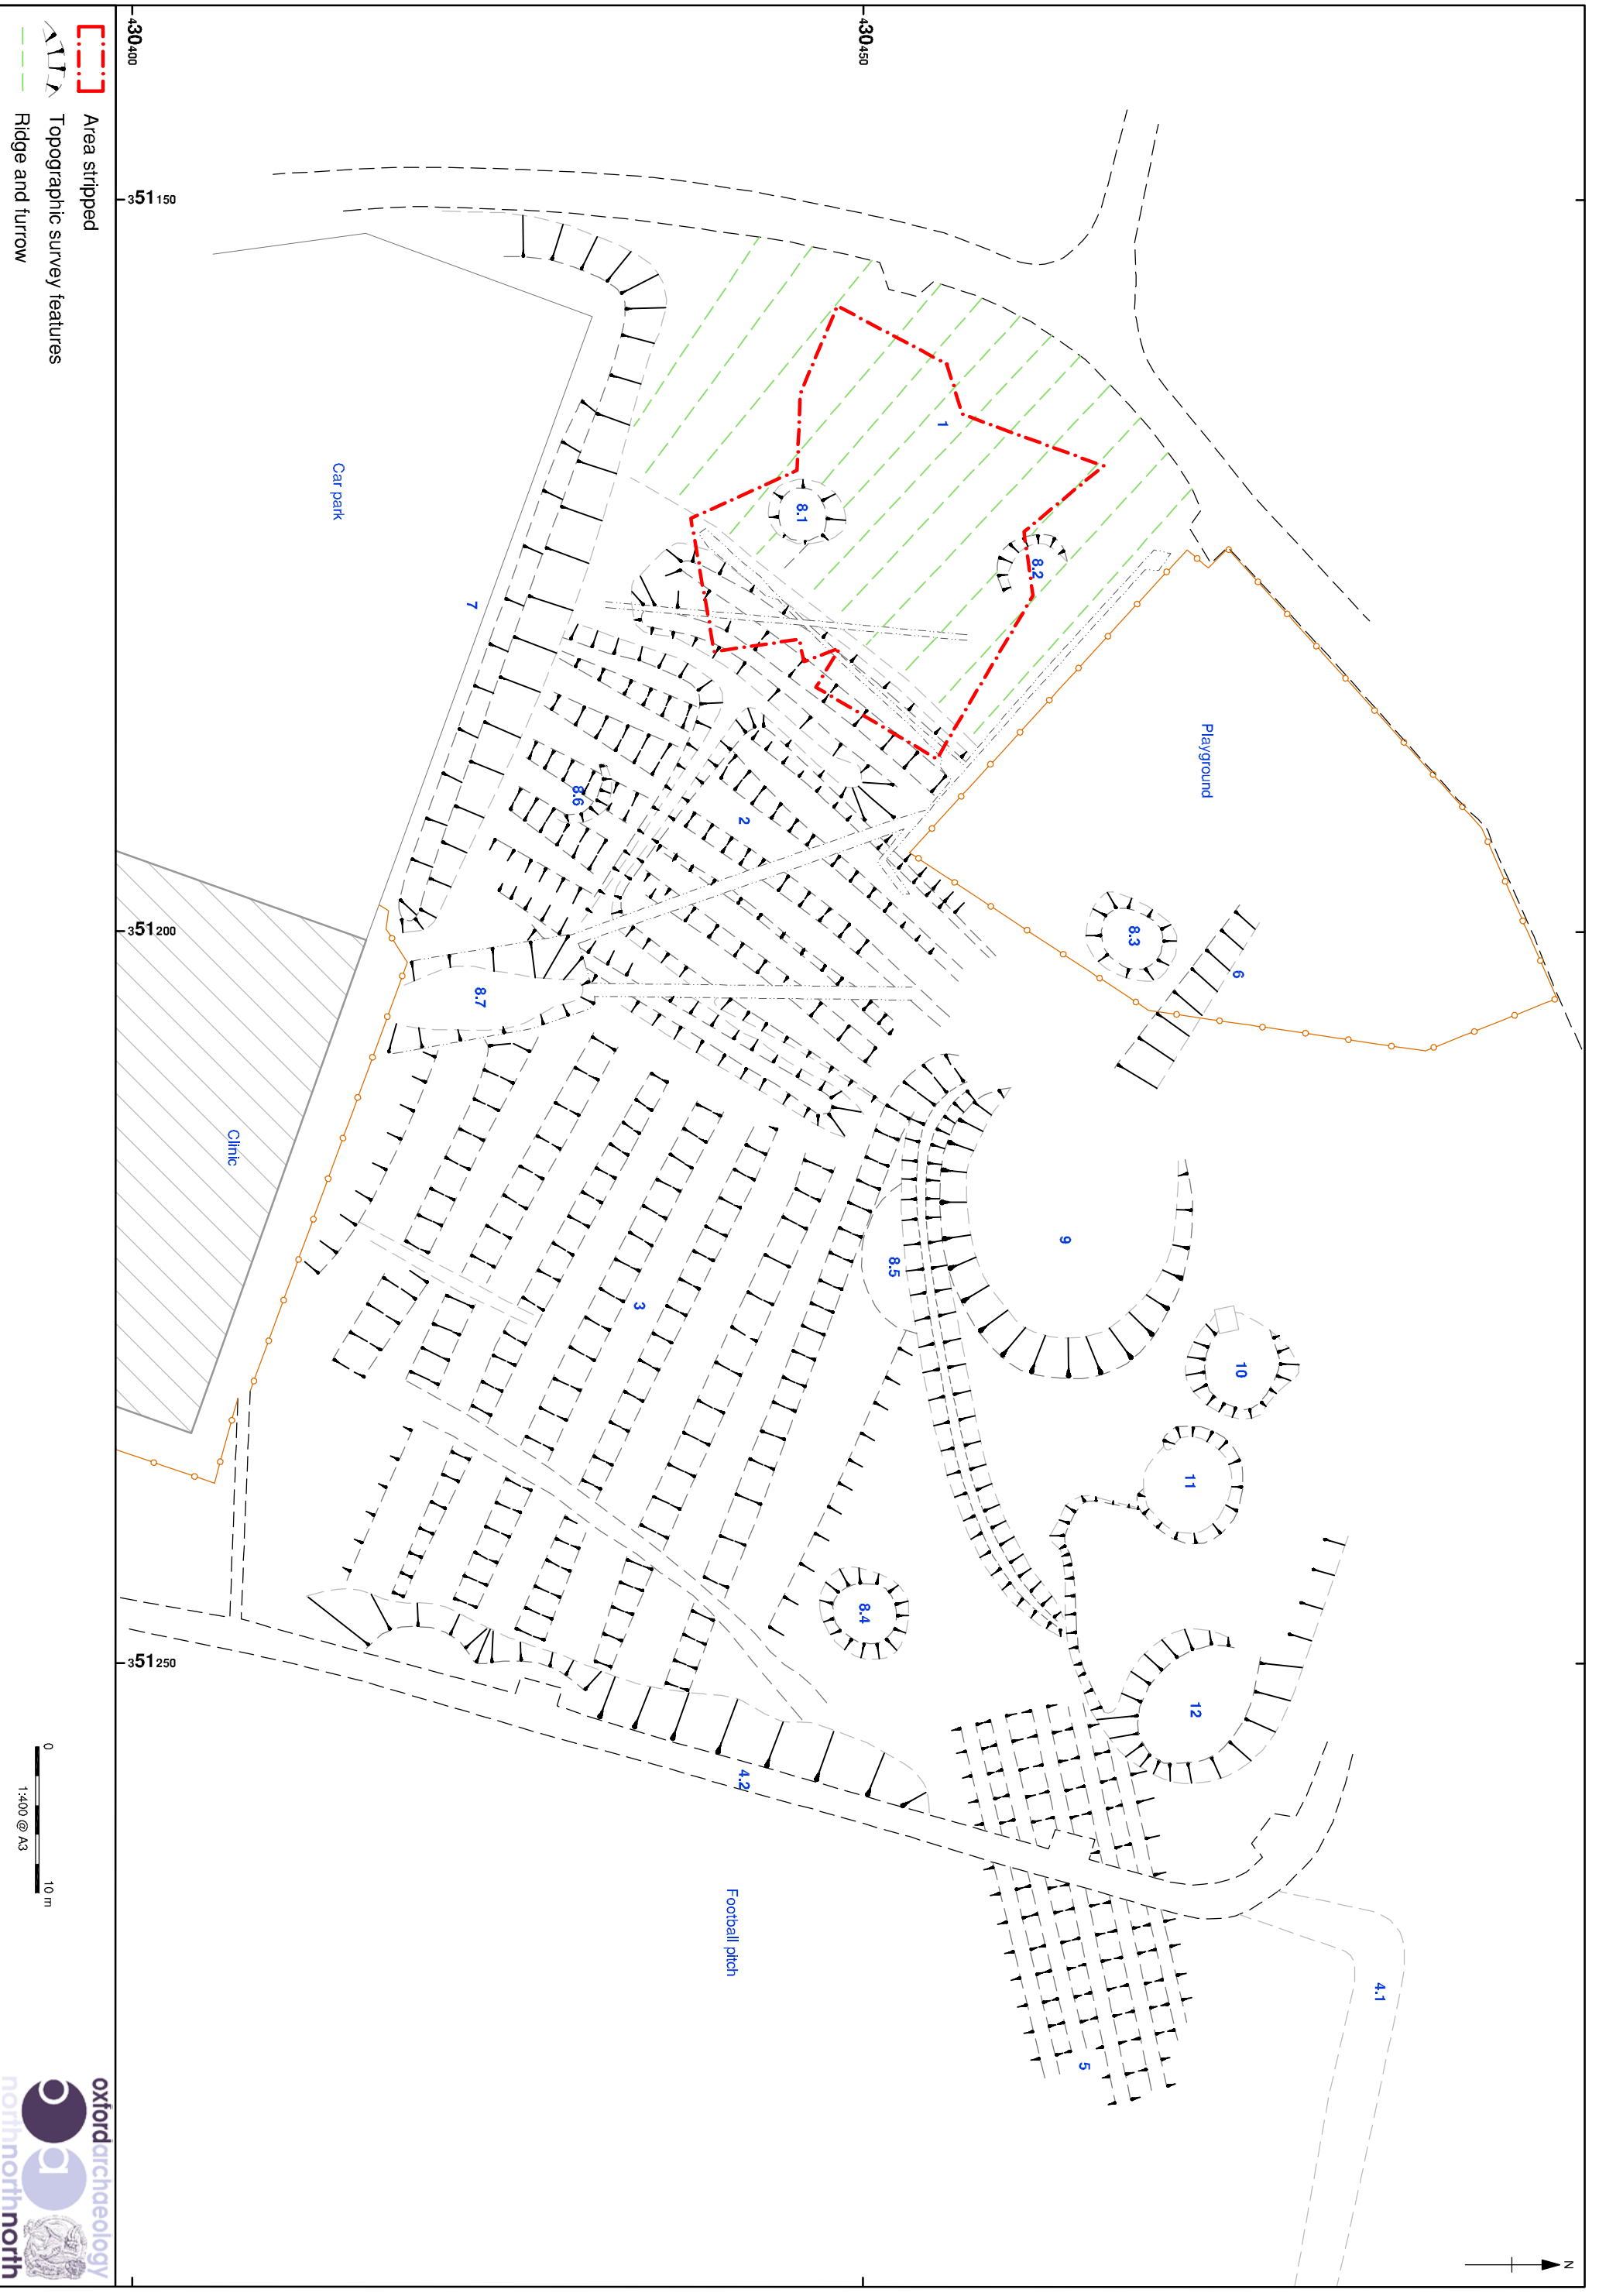 N
430450
430400
351150
351200
351250
Playground
Car park
Clinic
Football pitch
1
2
3
4.1
4.2
5
6
7
8.1
8.2
8.3
8.4
8.5
8.6
8.7
9
10
11
12
Area stripped
Topographic survey features
Ridge and furrow
0
10 m
1:400 @ A3
oxfordarchaeology
northnorthnorth